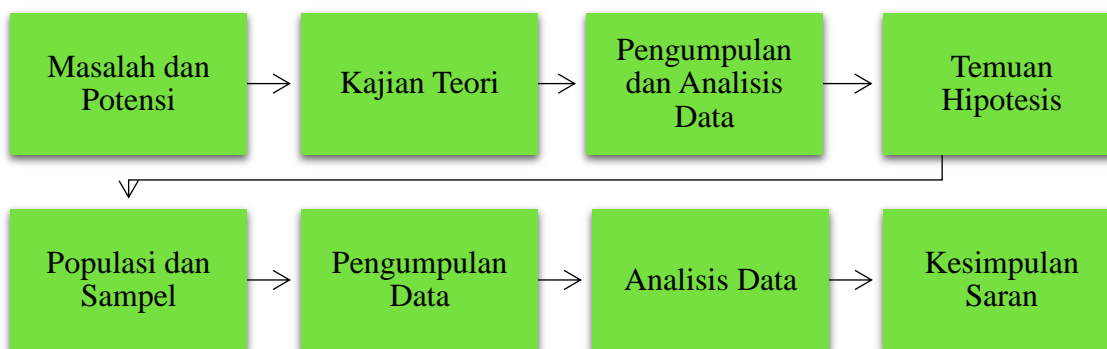 Masalah dan
Potensi
Kajian Teori
Pengumpulan
dan Analisis
Data
Temuan
Hipotesis
Populasi dan
Sampel
Pengumpulan
Data
Analisis Data
Kesimpulan
Saran